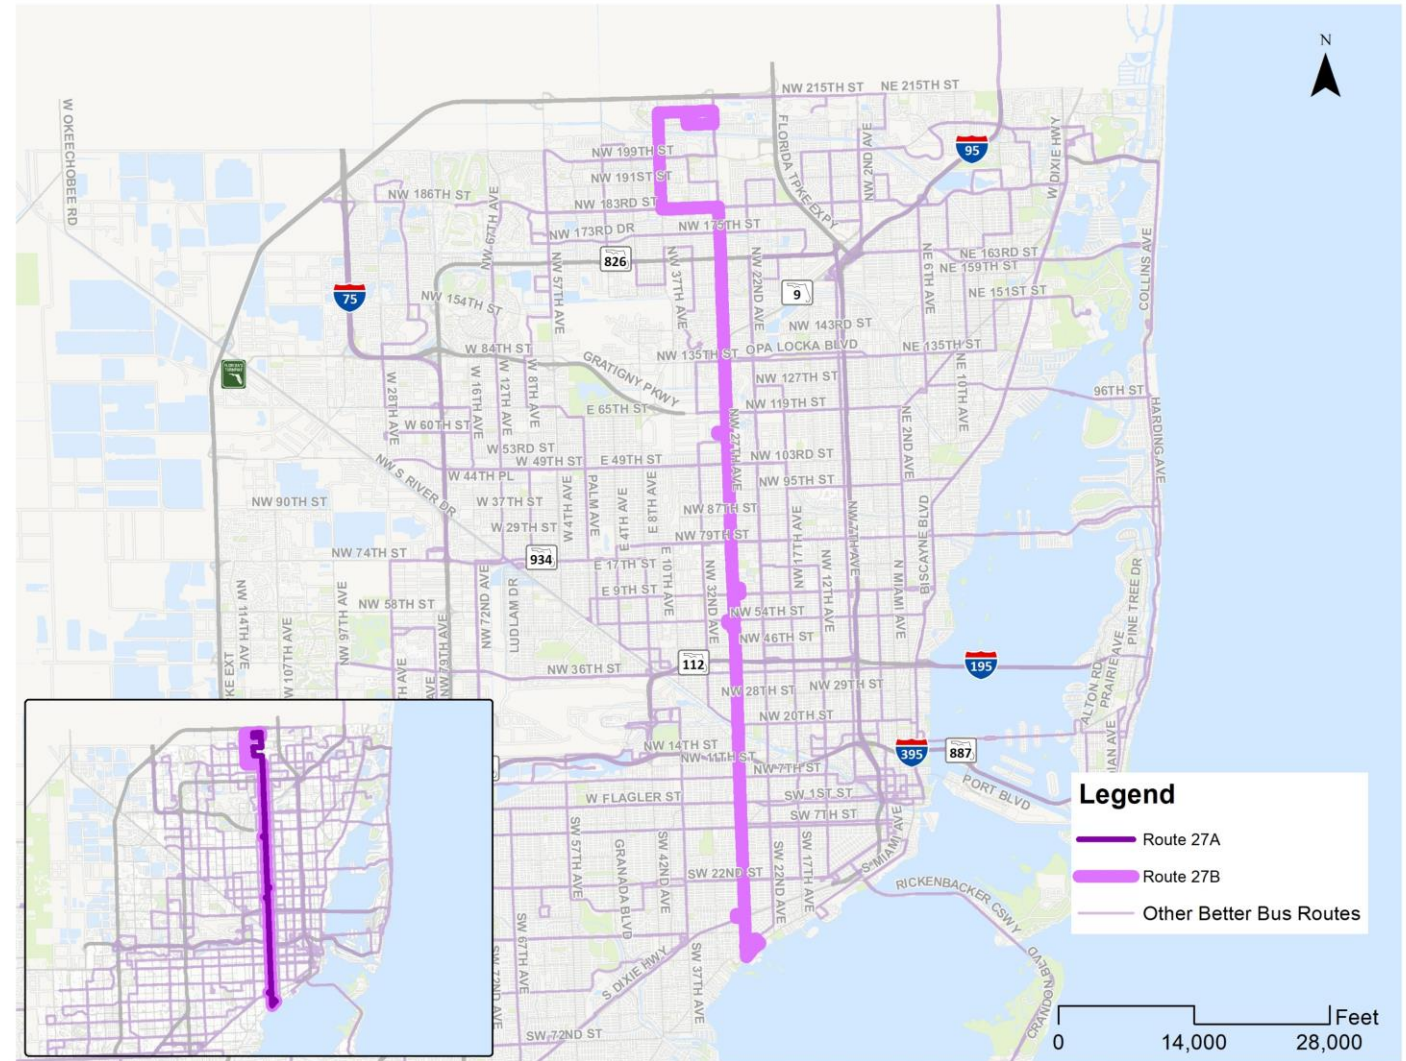 N
NW 215TH ST
NE 215TH ST
W OKEECHOBEE RD
FLORIDA TPKE EXPY
NW 2ND AVE
95
W DIXIE HWY
NW 199TH ST
NW 191ST ST
NW 186TH ST
NW 67TH AVE
NW 183RD ST
NW 175TH ST
NW 173RD DR
826
NW 57TH AVE
NW 37TH AVE
NW 22ND AVE
NE 6TH AVE
NE 163RD ST
NE 159TH ST
NE 151ST ST
COLLINS AVE
75
9
NW 154TH ST
NW 143RD ST
W 84TH ST
GRATIGNY PKWY
NW 135TH ST
OPA LOCKA BLVD
NE 135TH ST
NE 10TH AVE
W 28TH AVE
W 16TH AVE
W 12TH AVE
W 8TH AVE
NW 127TH ST
96TH ST
E 65TH ST
NW 119TH ST
NE 2ND AVE
HARDING AVE
W 60TH ST
NW 27TH AVE
W 53RD ST
W 49TH ST
E 49TH ST
NW 103RD ST
NW S RIVER DR
W 44TH PL
NW 95TH ST
NW 90TH ST
W 37TH ST
W 4TH AVE
PALM AVE
E 4TH AVE
E 8TH AVE
NW 87TH ST
NW 17TH AVE
NW 7TH AVE
BISCAYNE BLVD
W 29TH ST
NW 79TH ST
NW 74TH ST
934
E 17TH ST
E 10TH AVE
NW 32ND AVE
NW 12TH AVE
N MIAMI AVE
PINE TREE DR
NW 114TH AVE
NW 97TH AVE
NW 72ND AVE
LUDLAM DR
E 9TH ST
NW 58TH ST
NW 54TH ST
NW 107TH AVE
NW 79TH AVE
NW 46TH ST
112
195
NW 36TH ST
ALTON RD
PRAIRIE AVE
NW 28TH ST
NW 29TH ST
NW 20TH ST
NW 14TH ST
NW 11TH ST
NW 7TH ST
395
887
PORT BLVD
W FLAGLER ST
SW 1ST ST
SW 7TH ST
SW 57TH AVE
GRANADA BLVD
SW 42ND AVE
SW 22ND ST
SW 22ND AVE
SW 17TH AVE
S MIAMI AVE
RICKENBACKER CSWY
SW 67TH AVE
S DIXIE HWY
SW 37TH AVE
SW 72ND AVE
SW 72ND ST
CRANDON BLVD
Legend
Route 27A
Route 27B
Other Better Bus Routes
Feet
0 14,000 28,000